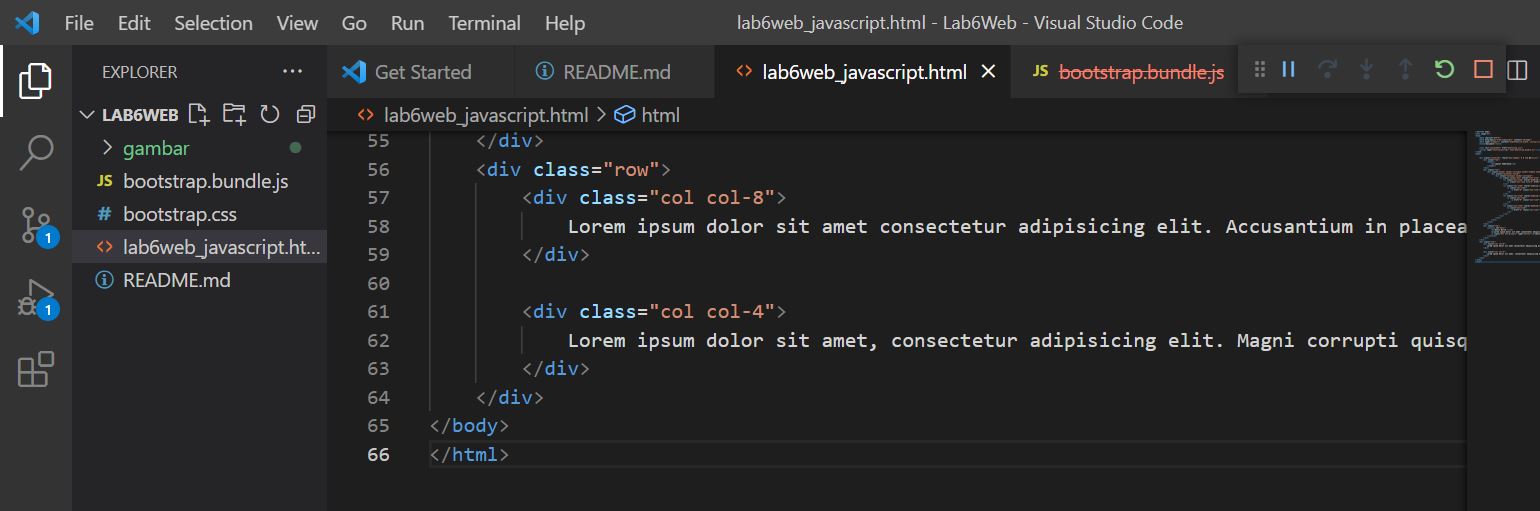 File Edit Selection View Go Run Terminal Help lab6web_javascript.html - Lab6Web - Visual Studio Code
EXPLORER
LAB6WEB
gambar
JS bootstrap.bundle.js
# bootstrap.css
<> lab6web_javascript.ht...
README.md
1
1
Get Started README.md <> lab6web_javascript.html JS bootstrap.bundle.js
<> lab6web_javascript.html > html
55 </div>
56 <div class="row">
57 <div class="col col-8">
58 Lorem ipsum dolor sit amet consectetur adipisicing elit. Accusantium in placea
59 </div>
60
61 <div class="col col-4">
62 Lorem ipsum dolor sit amet, consectetur adipisicing elit. Magni corrupti quisq
63 </div>
64 </div>
65 </body>
66 </html>